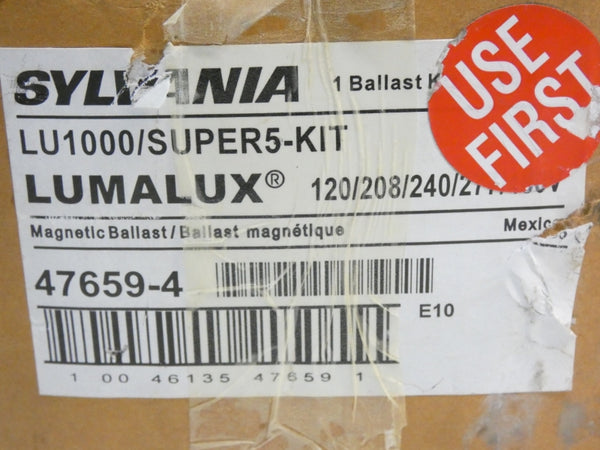 SYLVANIA
1 Ballast K
LU1000/SUPER5-KIT
LUMALUX® 120/208/240/277/480V
Magnetic Ballast / Ballast magnétique
Mexico
47659-4
E10
1 00 46135 47659 1
USE
FIRST